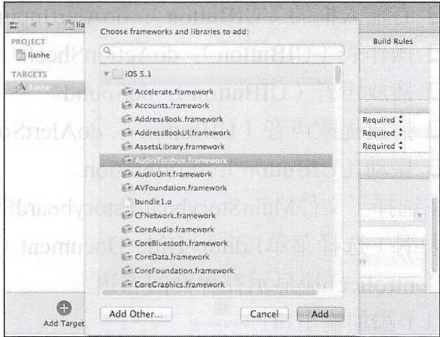 lia
Choose frameworks and libraries to add:
PROJECT
lianhe
TARGETS
lianhe
Build Rules
iOS 5.1
Accelerate.framework
Accounts.framework
AddressBook.framework
AddressBookUI.framework
AssetsLibrary.framework
AudioToolbox.framework
AudioUnit.framework
AVFoundation.framework
bundle1.o
CFNetwork.framework
CoreAudio.framework
CoreBluetooth.framework
CoreData.framework
CoreFoundation.framework
CoreGraphics.framework
Required
Required
Required
Add Target
Add Other...
Cancel
Add